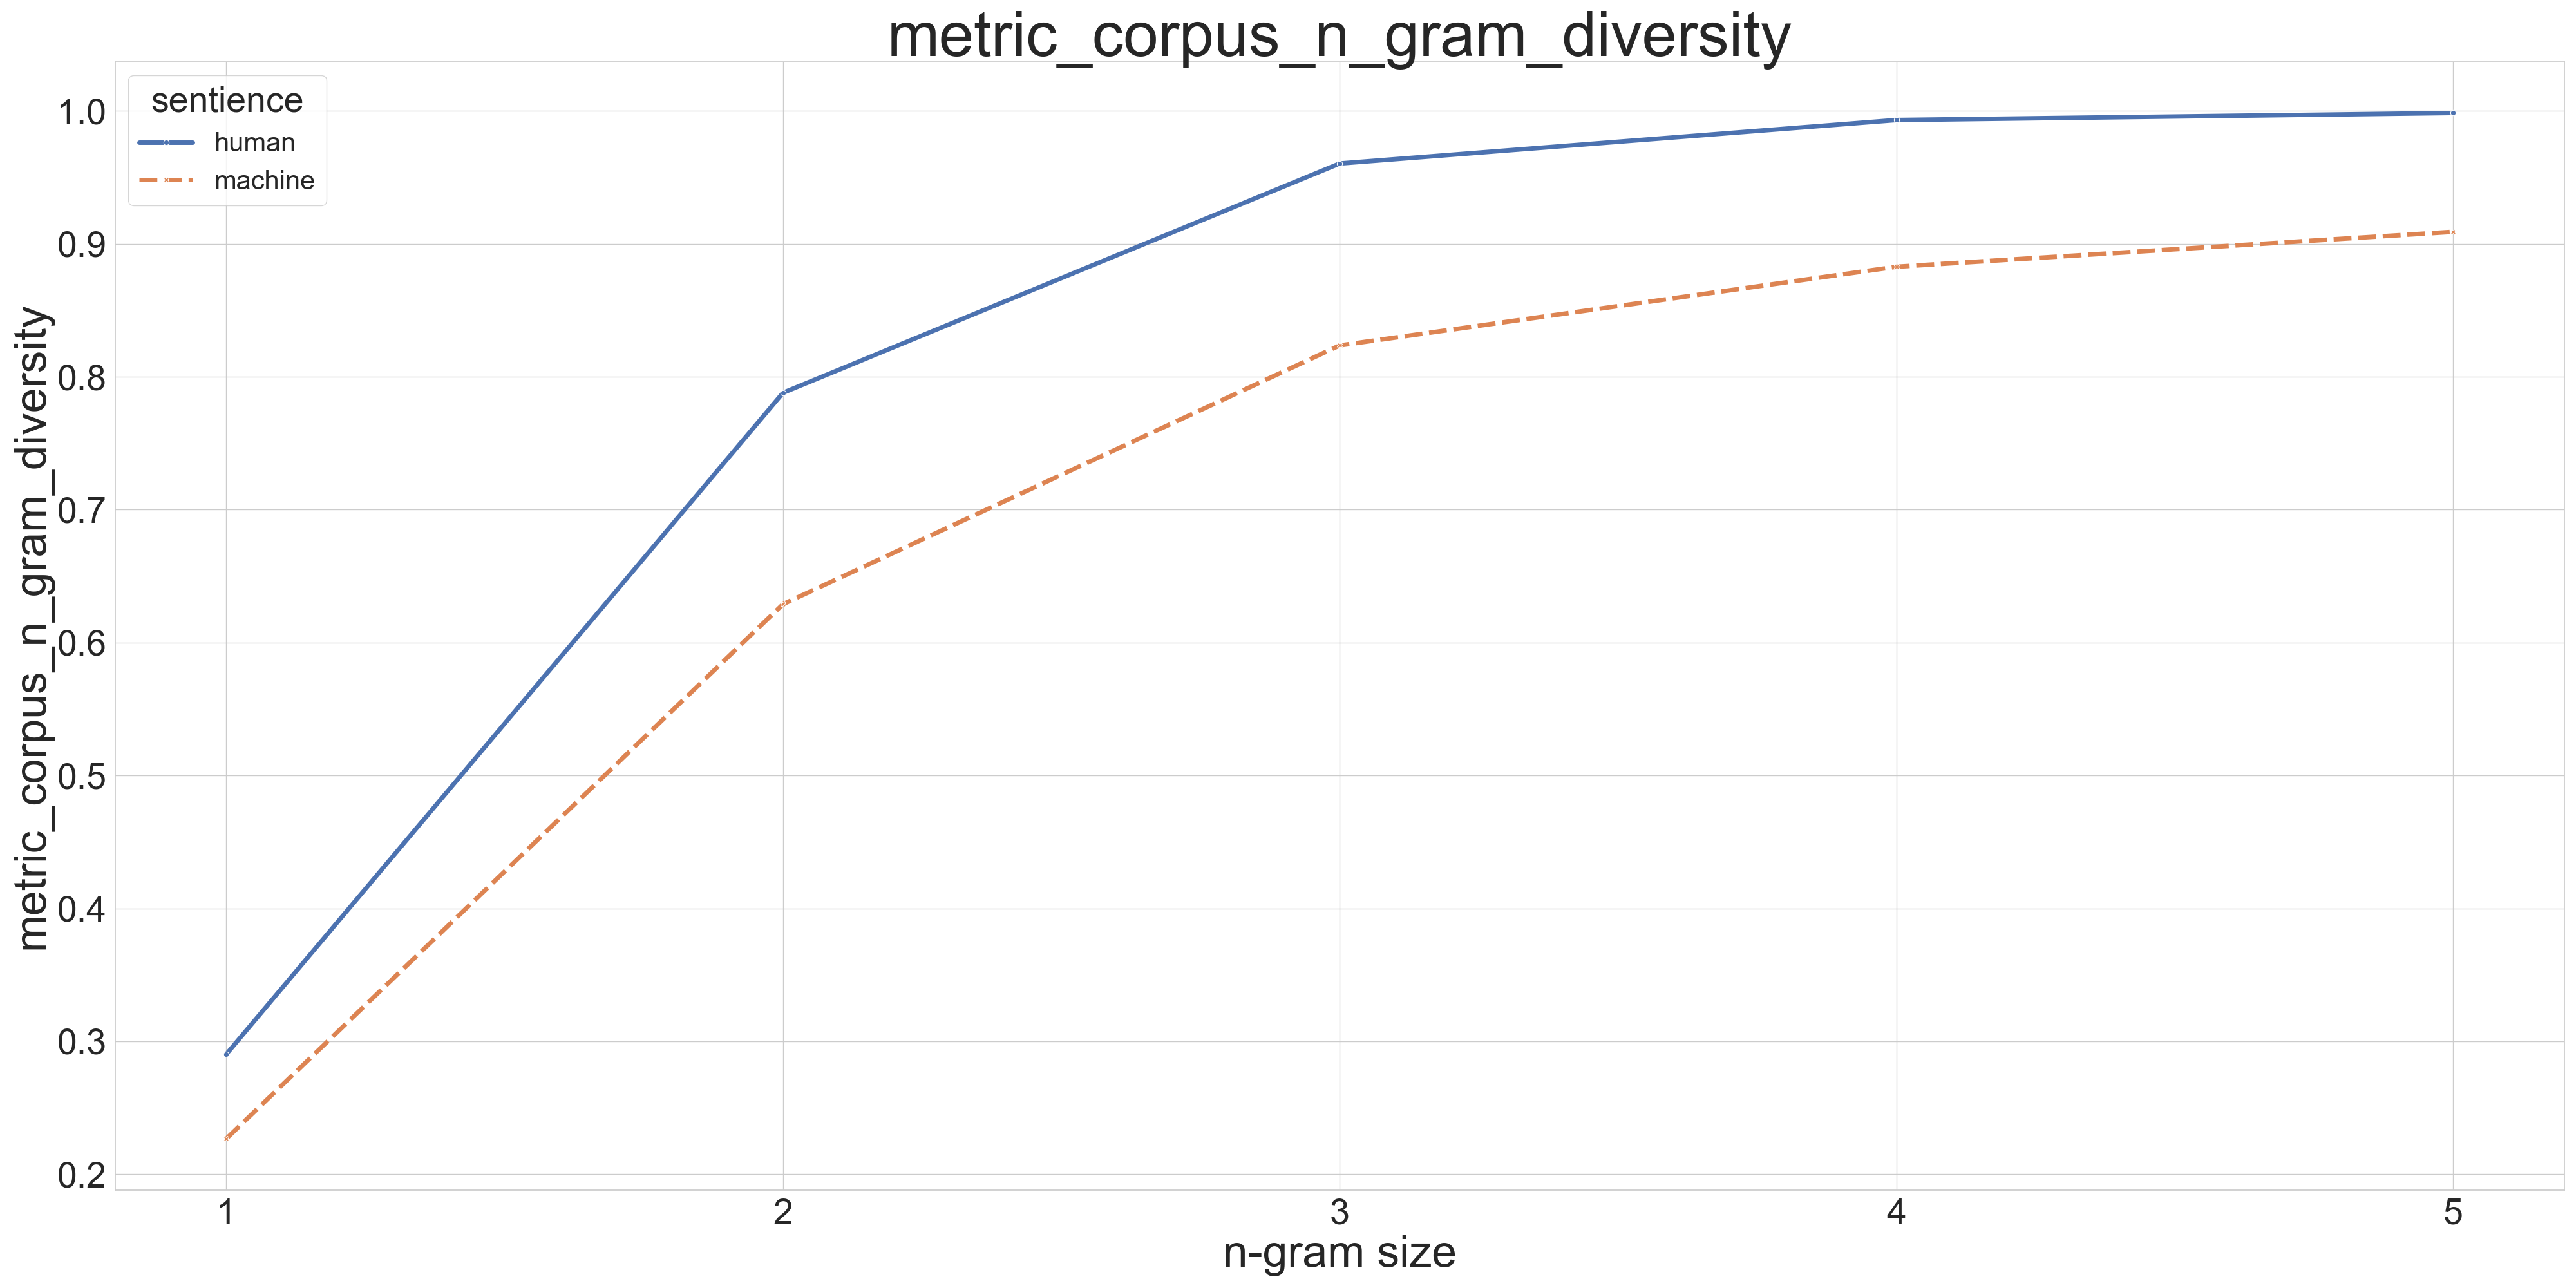 metric_corpus_n_gram_diversity
sentience
human
machine
metric_corpus_n_gram_diversity
1.0
0.9
0.8
0.7
0.6
0.5
0.4
0.3
0.2
1 2 3 4 5
n-gram size